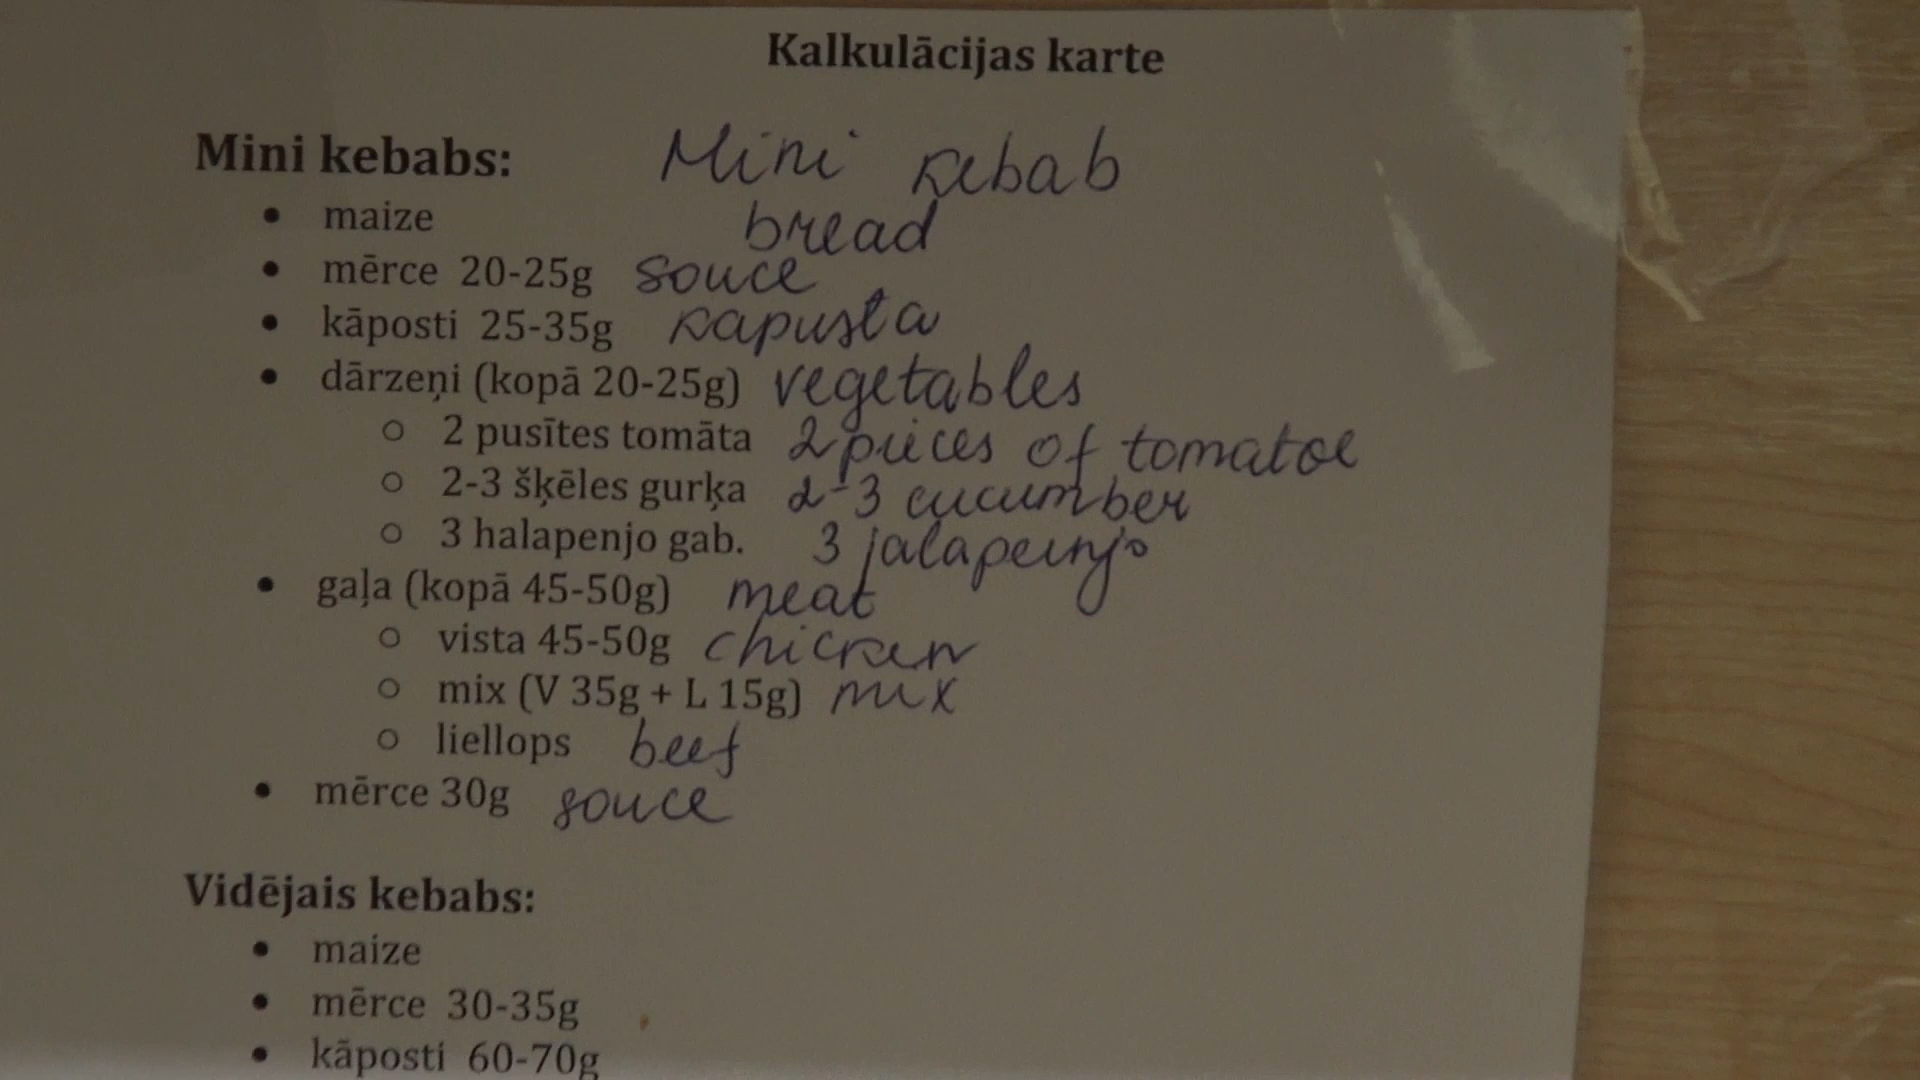 Kalkulācijas karte
Mini kebabs: Mini kebab
• maize bread
• mērce 20-25g souce
• kāposti 25-35g kapusta
• dārzeņi (kopā 20-25g) vegetables
○ 2 pusītes tomāta 2 pieces of tomatoe
○ 2-3 šķēles gurķa 2-3 cucumber
○ 3 halapenjo gab. 3 jalapeinjo
• gaļa (kopā 45-50g) meat
○ vista 45-50g chicken
○ mix (V 35g + L 15g) mix
○ liellops beef
• mērce 30g souce
Vidējais kebabs:
• maize
• mērce 30-35g
• kāposti 60-70g